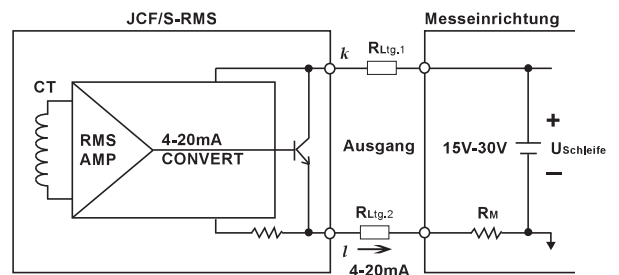 JCF/S-RMS
Messeinrichtung
k
RLtg.1
CT
RMS
AMP
4-20mA
CONVERT
Ausgang
15V-30V
+
USchleife
−
RLtg.2
RM
l
4-20mA